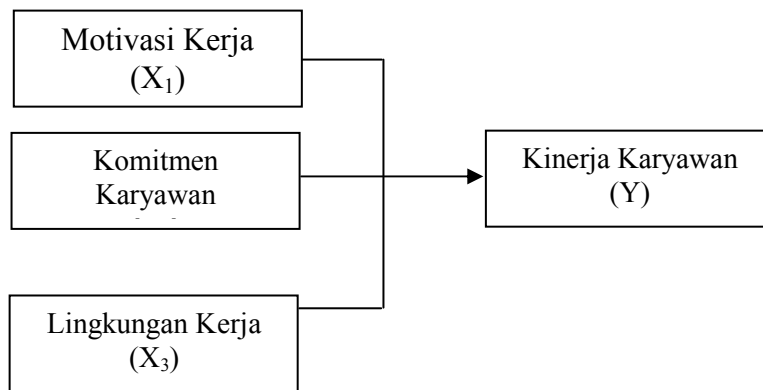 Motivasi Kerja
(X₁)
Komitmen
Karyawan
Kinerja Karyawan
(Y)
Lingkungan Kerja
(X₃)